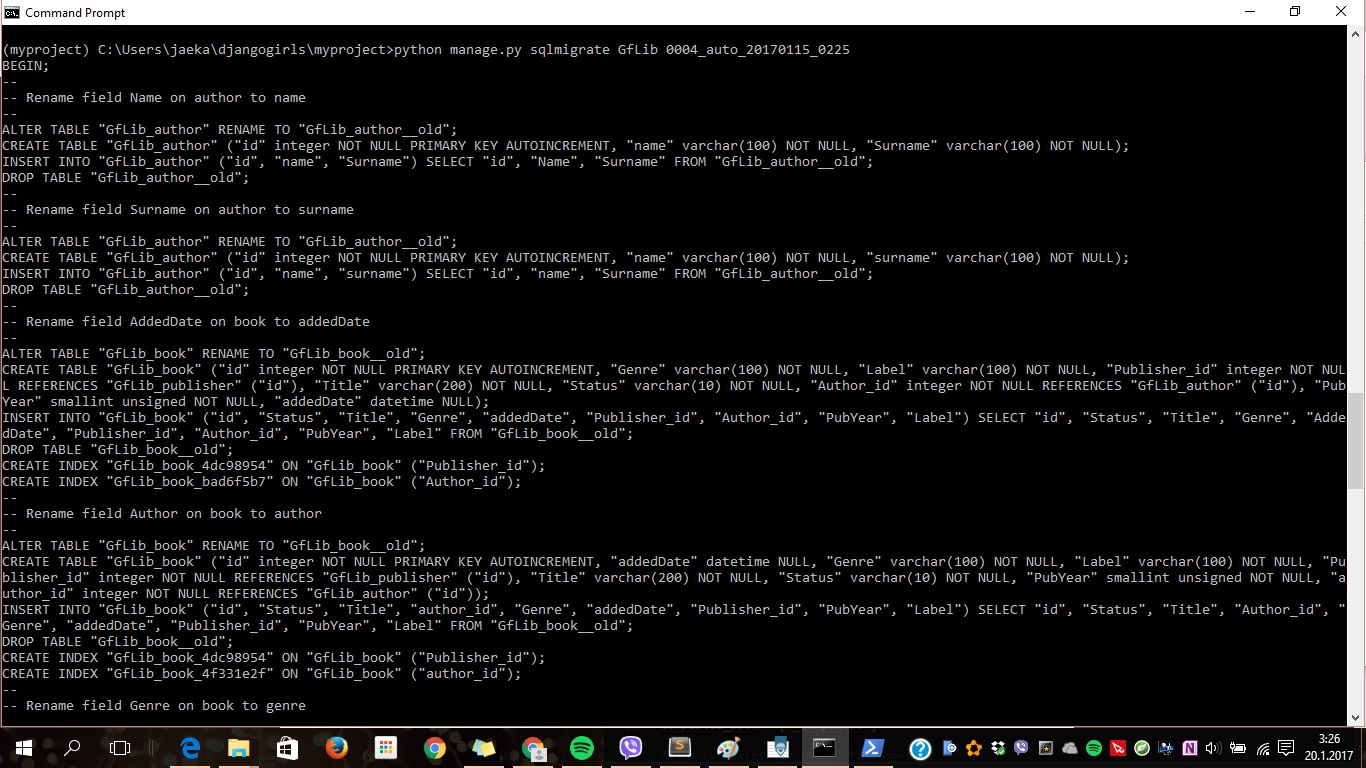 Command Prompt
(myproject) C:\Users\jaeka\djangogirls\myproject>python manage.py sqlmigrate GfLib 0004_auto_20170115_0225
BEGIN;
--
-- Rename field Name on author to name
--
ALTER TABLE "GfLib_author" RENAME TO "GfLib_author__old";
CREATE TABLE "GfLib_author" ("id" integer NOT NULL PRIMARY KEY AUTOINCREMENT, "name" varchar(100) NOT NULL, "Surname" varchar(100) NOT NULL);
INSERT INTO "GfLib_author" ("id", "name", "Surname") SELECT "id", "Name", "Surname" FROM "GfLib_author__old";
DROP TABLE "GfLib_author__old";
--
-- Rename field Surname on author to surname
--
ALTER TABLE "GfLib_author" RENAME TO "GfLib_author__old";
CREATE TABLE "GfLib_author" ("id" integer NOT NULL PRIMARY KEY AUTOINCREMENT, "name" varchar(100) NOT NULL, "surname" varchar(100) NOT NULL);
INSERT INTO "GfLib_author" ("id", "name", "surname") SELECT "id", "name", "Surname" FROM "GfLib_author__old";
DROP TABLE "GfLib_author__old";
--
-- Rename field AddedDate on book to addedDate
--
ALTER TABLE "GfLib_book" RENAME TO "GfLib_book__old";
CREATE TABLE "GfLib_book" ("id" integer NOT NULL PRIMARY KEY AUTOINCREMENT, "Genre" varchar(100) NOT NULL, "Label" varchar(100) NOT NULL, "Publisher_id" integer NOT NUL
L REFERENCES "GfLib_publisher" ("id"), "Title" varchar(200) NOT NULL, "Status" varchar(10) NOT NULL, "Author_id" integer NOT NULL REFERENCES "GfLib_author" ("id"), "Pub
Year" smallint unsigned NOT NULL, "addedDate" datetime NULL);
INSERT INTO "GfLib_book" ("id", "Status", "Title", "Genre", "addedDate", "Publisher_id", "Author_id", "PubYear", "Label") SELECT "id", "Status", "Title", "Genre", "Adde
dDate", "Publisher_id", "Author_id", "PubYear", "Label" FROM "GfLib_book__old";
DROP TABLE "GfLib_book__old";
CREATE INDEX "GfLib_book_4dc98954" ON "GfLib_book" ("Publisher_id");
CREATE INDEX "GfLib_book_bad6f5b7" ON "GfLib_book" ("Author_id");
--
-- Rename field Author on book to author
--
ALTER TABLE "GfLib_book" RENAME TO "GfLib_book__old";
CREATE TABLE "GfLib_book" ("id" integer NOT NULL PRIMARY KEY AUTOINCREMENT, "addedDate" datetime NULL, "Genre" varchar(100) NOT NULL, "Label" varchar(100) NOT NULL, "Pu
blisher_id" integer NOT NULL REFERENCES "GfLib_publisher" ("id"), "Title" varchar(200) NOT NULL, "Status" varchar(10) NOT NULL, "PubYear" smallint unsigned NOT NULL, "a
uthor_id" integer NOT NULL REFERENCES "GfLib_author" ("id"));
INSERT INTO "GfLib_book" ("id", "Status", "Title", "author_id", "Genre", "addedDate", "Publisher_id", "PubYear", "Label") SELECT "id", "Status", "Title", "Author_id", "
Genre", "addedDate", "Publisher_id", "PubYear", "Label" FROM "GfLib_book__old";
DROP TABLE "GfLib_book__old";
CREATE INDEX "GfLib_book_4dc98954" ON "GfLib_book" ("Publisher_id");
CREATE INDEX "GfLib_book_4f331e2f" ON "GfLib_book" ("author_id");
--
-- Rename field Genre on book to genre
3:26
20.1.2017